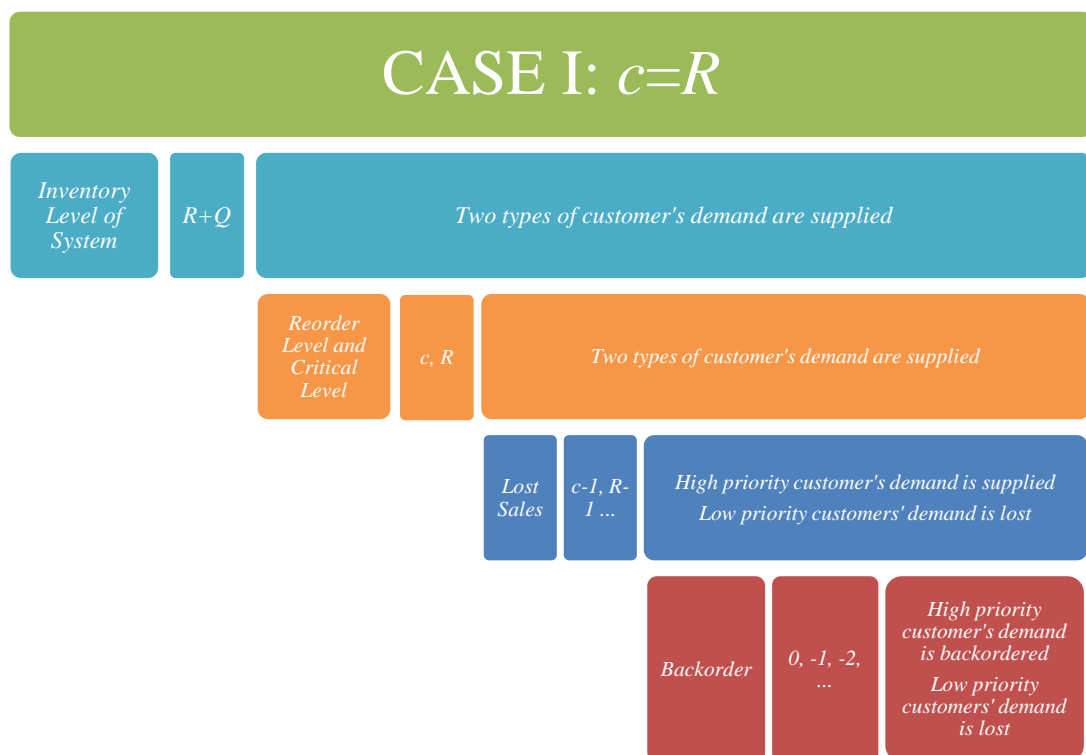 CASE I: c=R
Inventory
Level of
System
R+Q
Two types of customer's demand are supplied
Reorder
Level and
Critical
Level
c, R
Two types of customer's demand are supplied
Lost
Sales
c-1, R-
1 ...
High priority customer's demand is supplied
Low priority customers' demand is lost
Backorder
0, -1, -2,
...
High priority
customer's demand
is backordered
Low priority
customers' demand
is lost